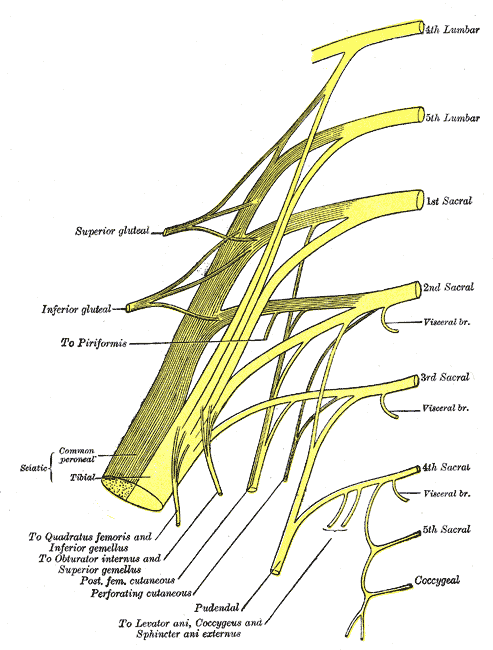 4th Lumbar
5th Lumbar
1st Sacral
Superior gluteal
2nd Sacral
Inferior gluteal
Visceral br.
To Piriformis
3rd Sacral
Visceral br.
Common
peroneal
Sciatic
Tibial
4th Sacral
Visceral br.
To Quadratus femoris and
Inferior gemellus
To Obturator internus and
Superior gemellus
Post. fem. cutaneous
Perforating cutaneous
5th Sacral
Coccygeal
Pudendal
To Levator ani, Coccygeus and
Sphincter ani externus